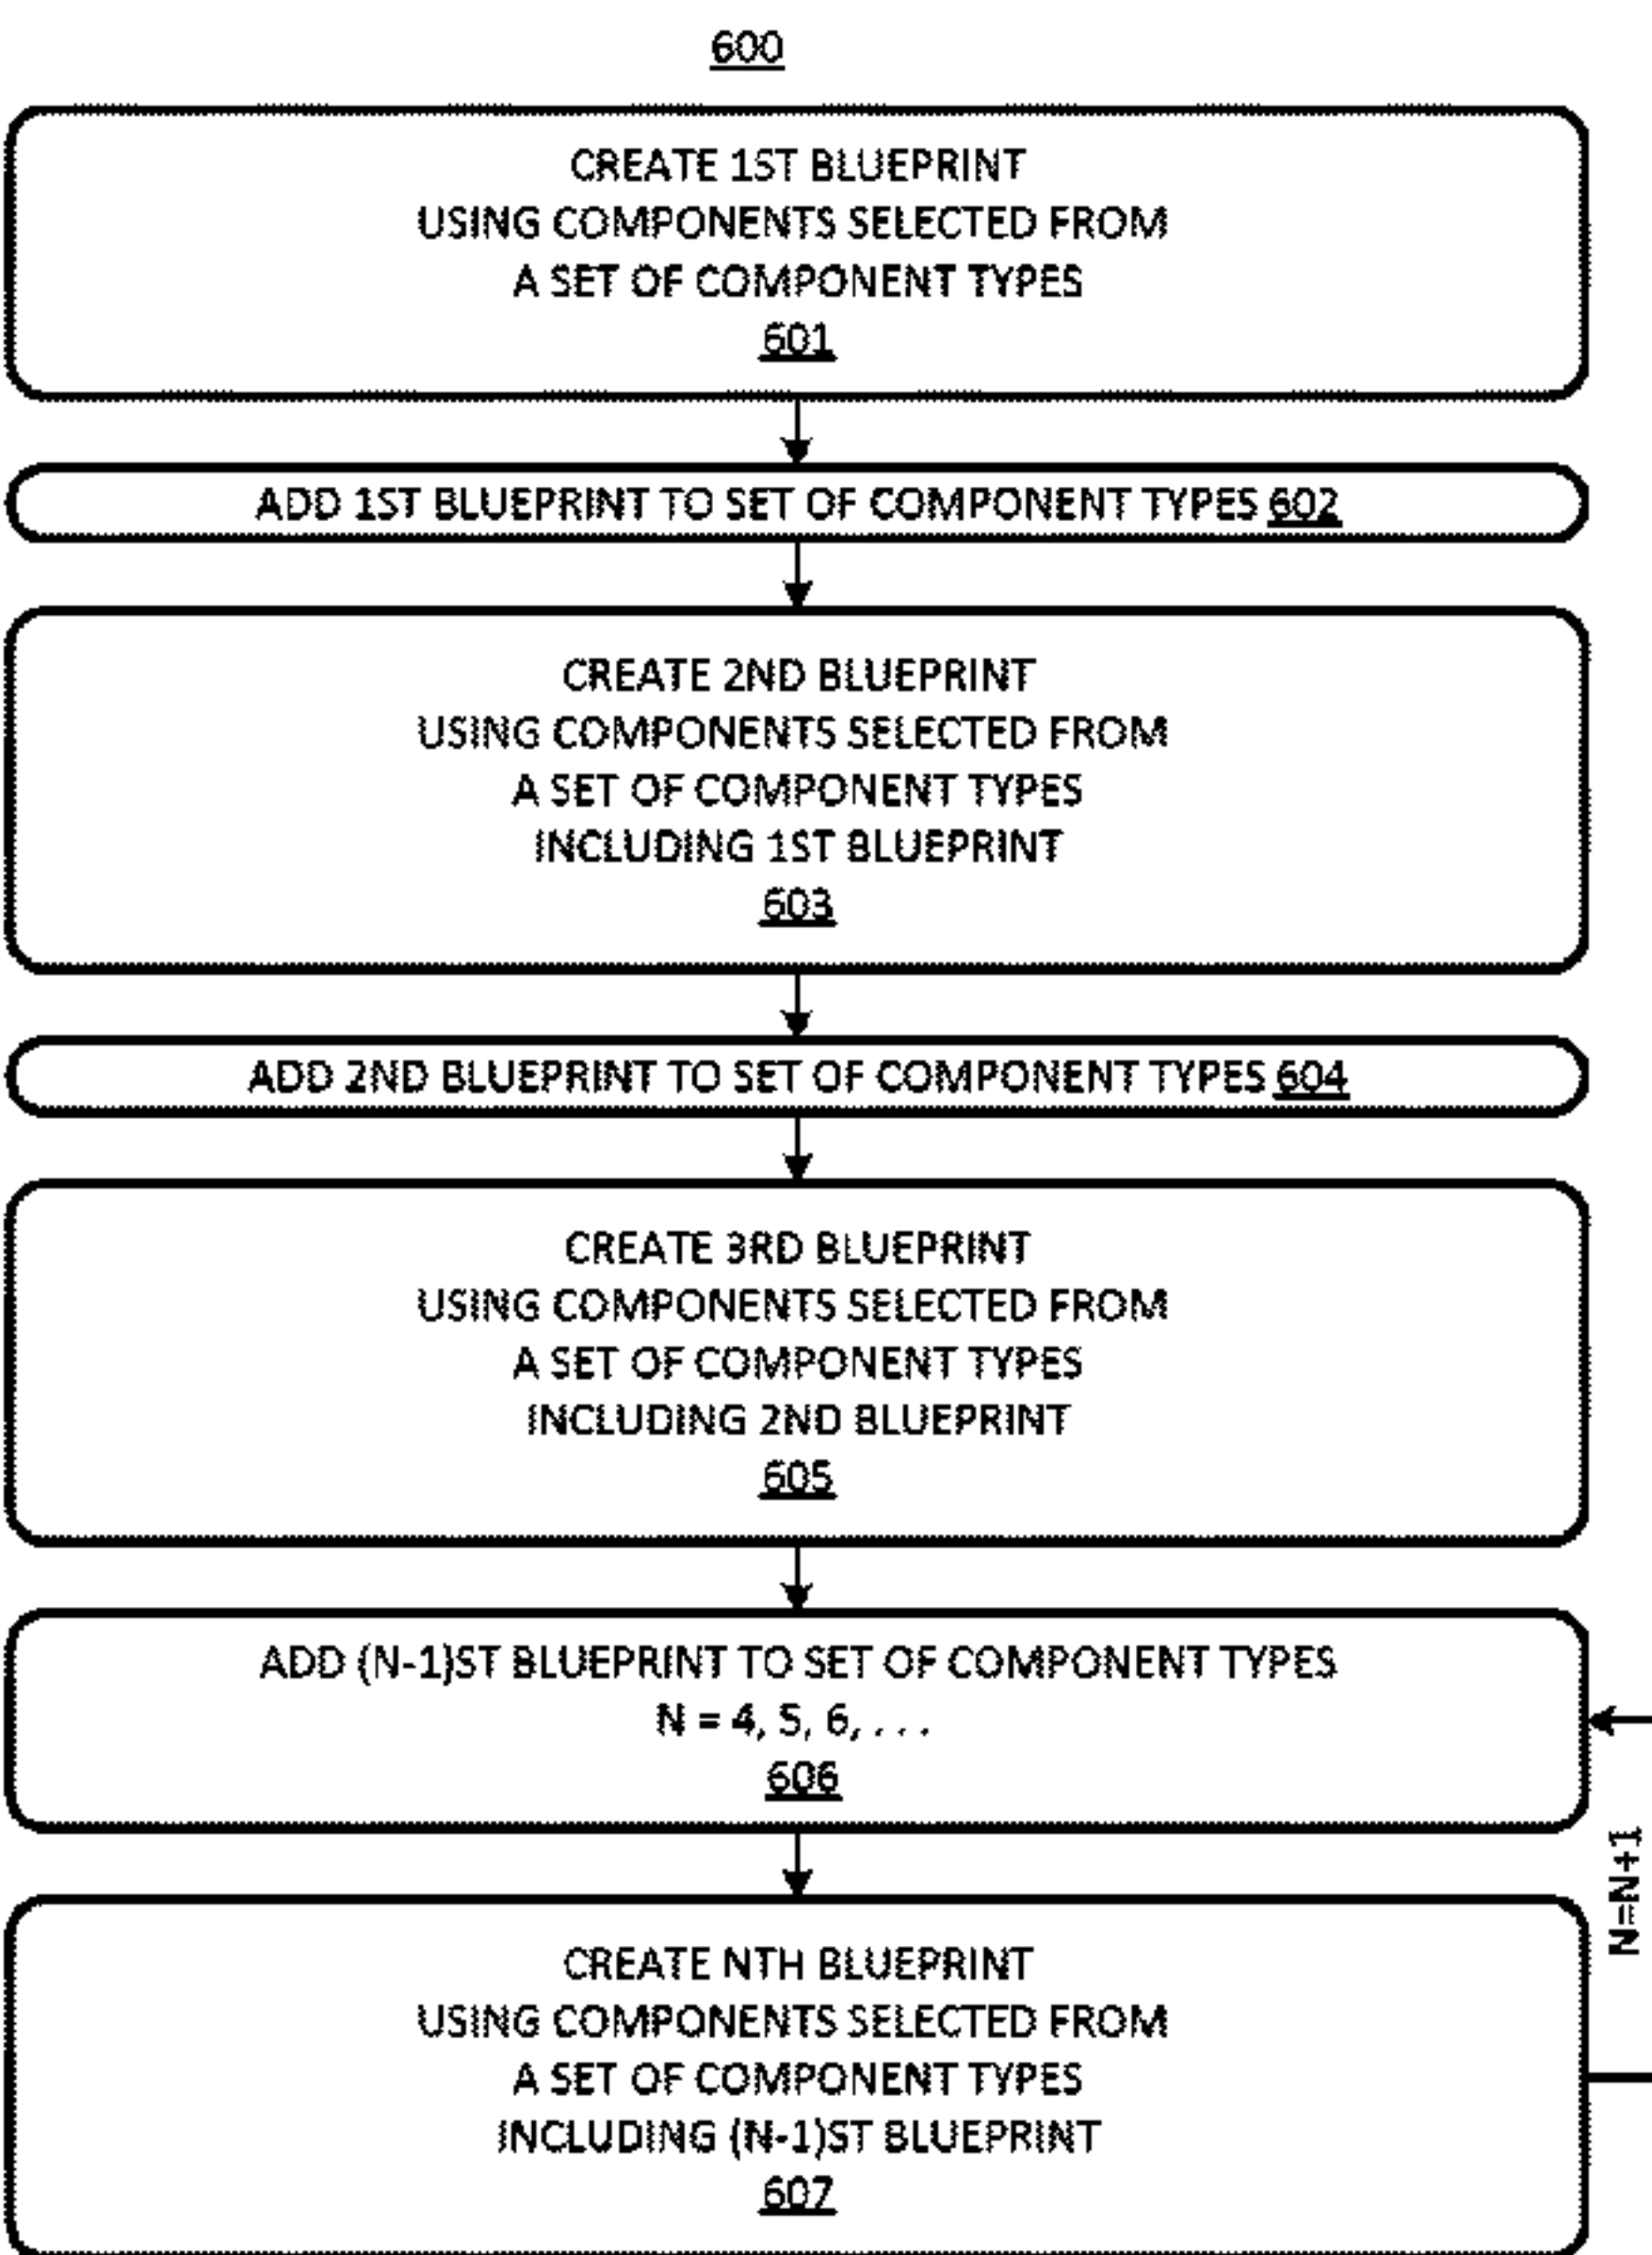 600
CREATE 1ST BLUEPRINT
USING COMPONENTS SELECTED FROM
A SET OF COMPONENT TYPES
601
ADD 1ST BLUEPRINT TO SET OF COMPONENT TYPES 602
CREATE 2ND BLUEPRINT
USING COMPONENTS SELECTED FROM
A SET OF COMPONENT TYPES
INCLUDING 1ST BLUEPRINT
603
ADD 2ND BLUEPRINT TO SET OF COMPONENT TYPES 604
CREATE 3RD BLUEPRINT
USING COMPONENTS SELECTED FROM
A SET OF COMPONENT TYPES
INCLUDING 2ND BLUEPRINT
605
ADD (N-1)ST BLUEPRINT TO SET OF COMPONENT TYPES
N = 4, 5, 6, . . .
606
N=N+1
CREATE NTH BLUEPRINT
USING COMPONENTS SELECTED FROM
A SET OF COMPONENT TYPES
INCLUDING (N-1)ST BLUEPRINT
607